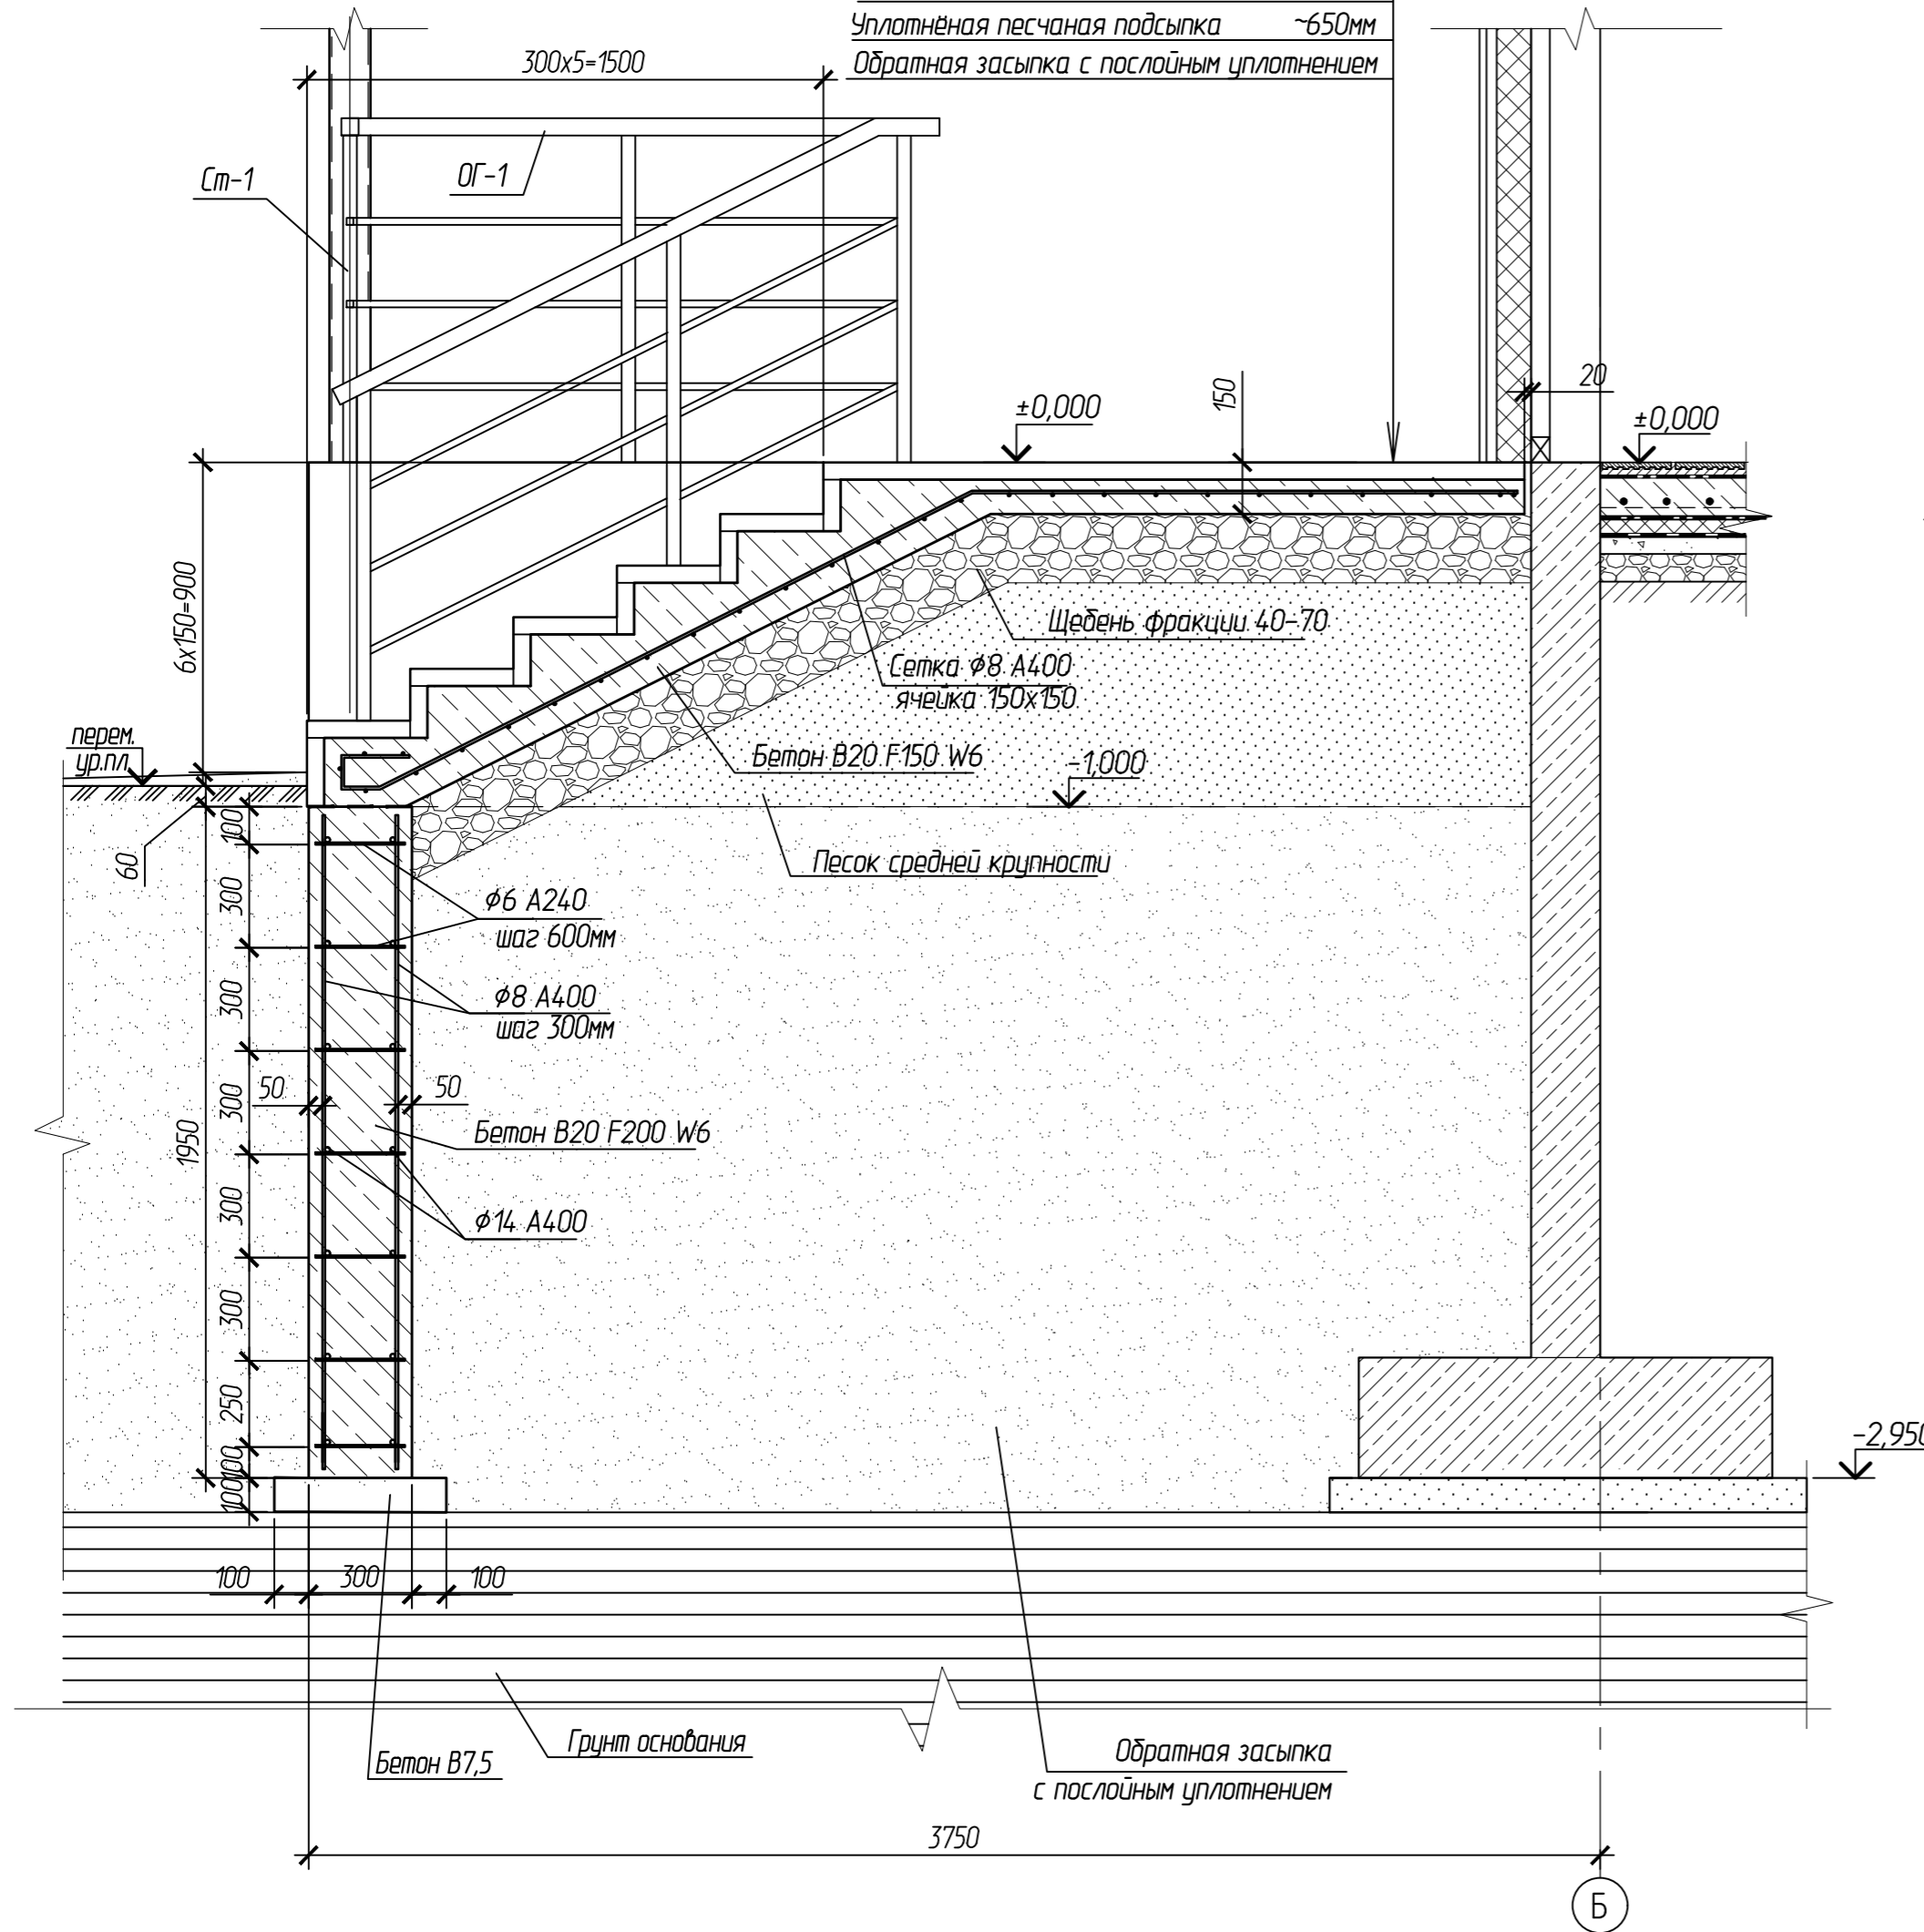 Уплотнёная песчаная подсыпка ~650мм
Обратная засыпка с послойным уплотнением
300х5=1500
Ст-1
ОГ-1
20
150
±0,000
±0,000
6х150=900
Щебень фракции 40-70
Сетка ϕ8 А400
ячейка 150х150
перем.
ур.пл.
Бетон В20 F150 W6
-1,000
60
100
Песок средней крупности
300
ϕ6 А240
шаг 600мм
300
ϕ8 А400
шаг 300мм
50
50
300
1950
Бетон В20 F200 W6
300
ϕ14 А400
300
250
100
100
-2,950
100
300
100
Грунт основания
Бетон В7,5
Обратная засыпка
с послойным уплотнением
3750
Б